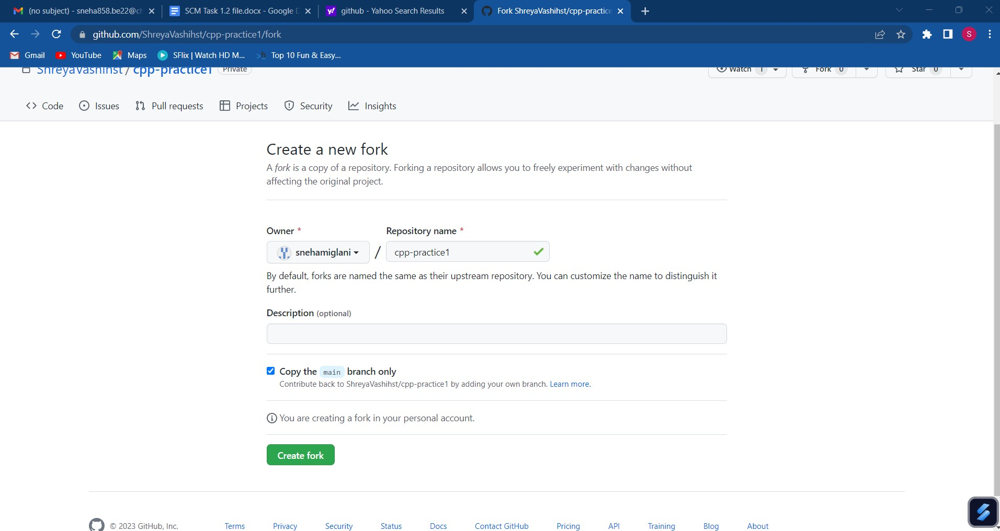 (no subject) - sneha858.be22@ch
SCM Task 1.2 file.docx - Google D
github - Yahoo Search Results
Fork ShreyaVashihst/cpp-practice
github.com/ShreyaVashihst/cpp-practice1/fork
S
Gmail
YouTube
Maps
SFlix | Watch HD M...
Top 10 Fun & Easy...
ShreyaVashihst / cpp-practice1
Private
Watch 1
Fork 0
Star 0
Code
Issues
Pull requests
Projects
Security
Insights
Create a new fork
A fork is a copy of a repository. Forking a repository allows you to freely experiment with changes without
affecting the original project.
Owner *
Repository name *
snehamiglani
/
cpp-practice1
By default, forks are named the same as their upstream repository. You can customize the name to distinguish it
further.
Description (optional)
Copy the main branch only
Contribute back to ShreyaVashihst/cpp-practice1 by adding your own branch. Learn more.
You are creating a fork in your personal account.
Create fork
© 2023 GitHub, Inc.
Terms
Privacy
Security
Status
Docs
Contact GitHub
Pricing
API
Training
Blog
About